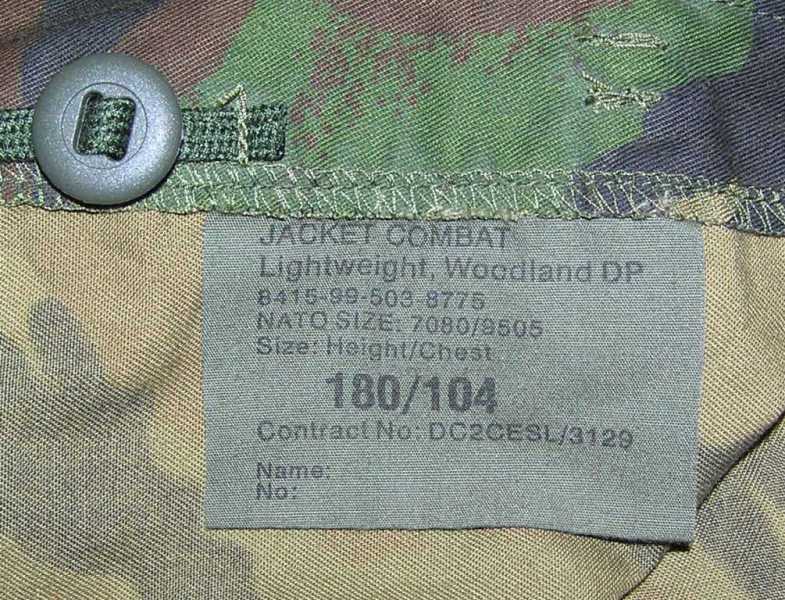 JACKET COMBAT
Lightweight, Woodland DP
8415-99-503-8775
NATO SIZE: 7080/9505
Size: Height/Chest
180/104
Contract No: DC2CESL/3129
Name:
No: